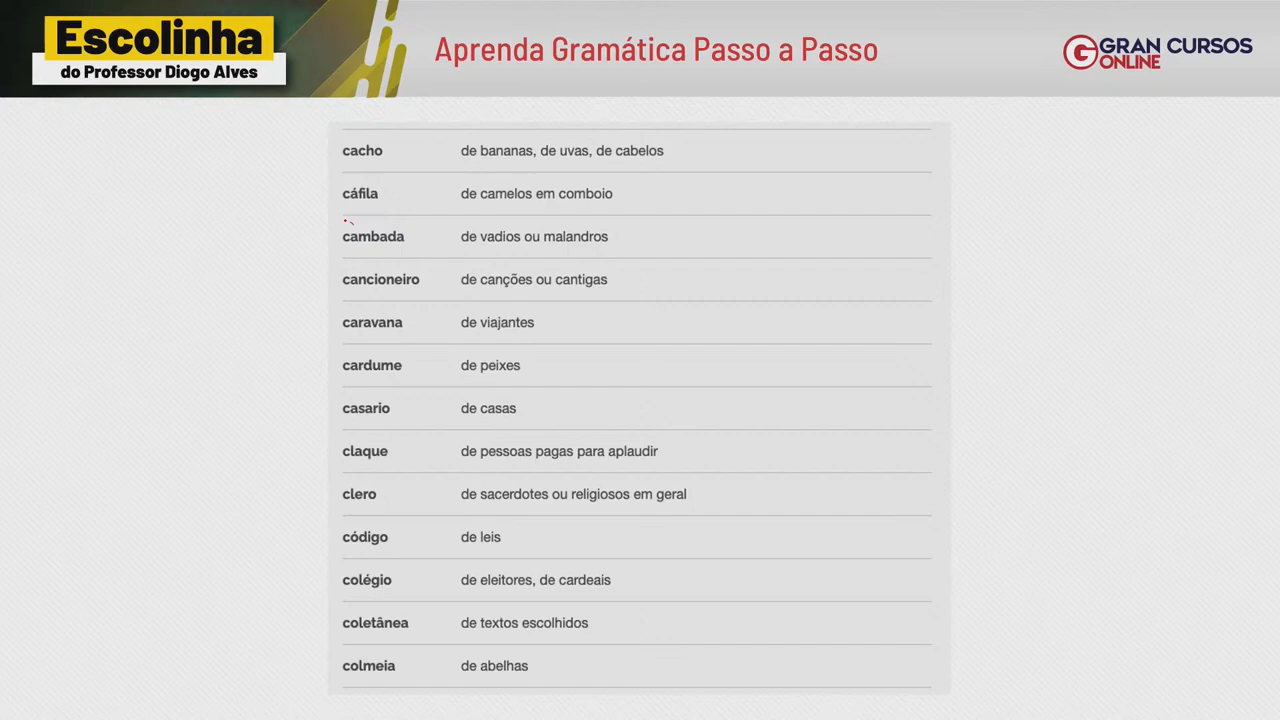 Escolinha
do Professor Diogo Alves
Aprenda Gramática Passo a Passo
GRAN CURSOS
ONLINE
cacho de bananas, de uvas, de cabelos
cáfila de camelos em comboio
cambada de vadios ou malandros
cancioneiro de canções ou cantigas
caravana de viajantes
cardume de peixes
casario de casas
claque de pessoas pagas para aplaudir
clero de sacerdotes ou religiosos em geral
código de leis
colégio de eleitores, de cardeais
coletânea de textos escolhidos
colmeia de abelhas